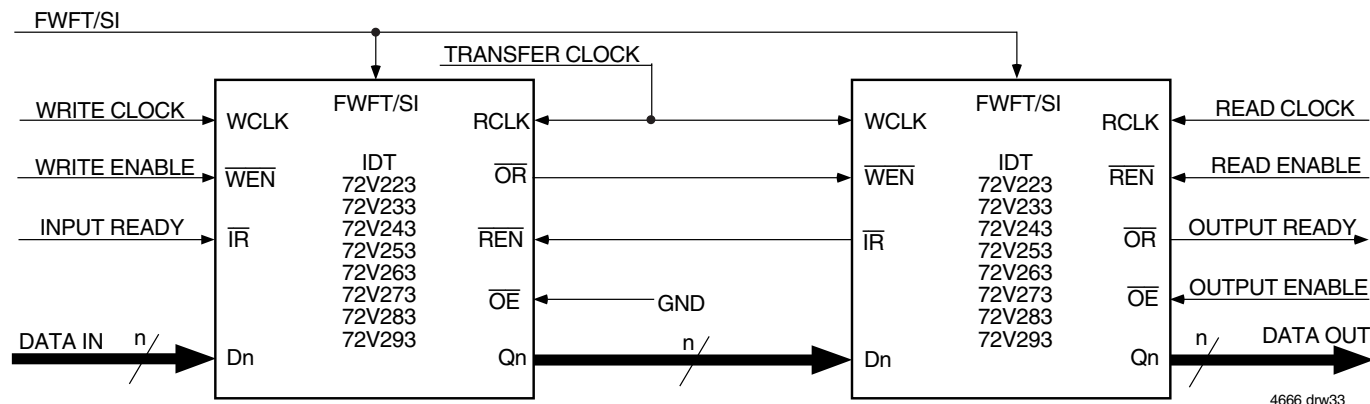 FWFT/SI
TRANSFER CLOCK
FWFT/SI
FWFT/SI
WRITE CLOCK
WCLK
RCLK
WCLK
RCLK
READ CLOCK
WRITE ENABLE
WEN
IDT
72V223
72V233
72V243
72V253
72V263
72V273
72V283
72V293
OR
WEN
IDT
72V223
72V233
72V243
72V253
72V263
72V273
72V283
72V293
REN
READ ENABLE
INPUT READY
IR
REN
IR
OR
OUTPUT READY
OE
GND
OE
OUTPUT ENABLE
DATA IN
n
Dn
Qn
n
Dn
Qn
n
DATA OUT
4666 drw33